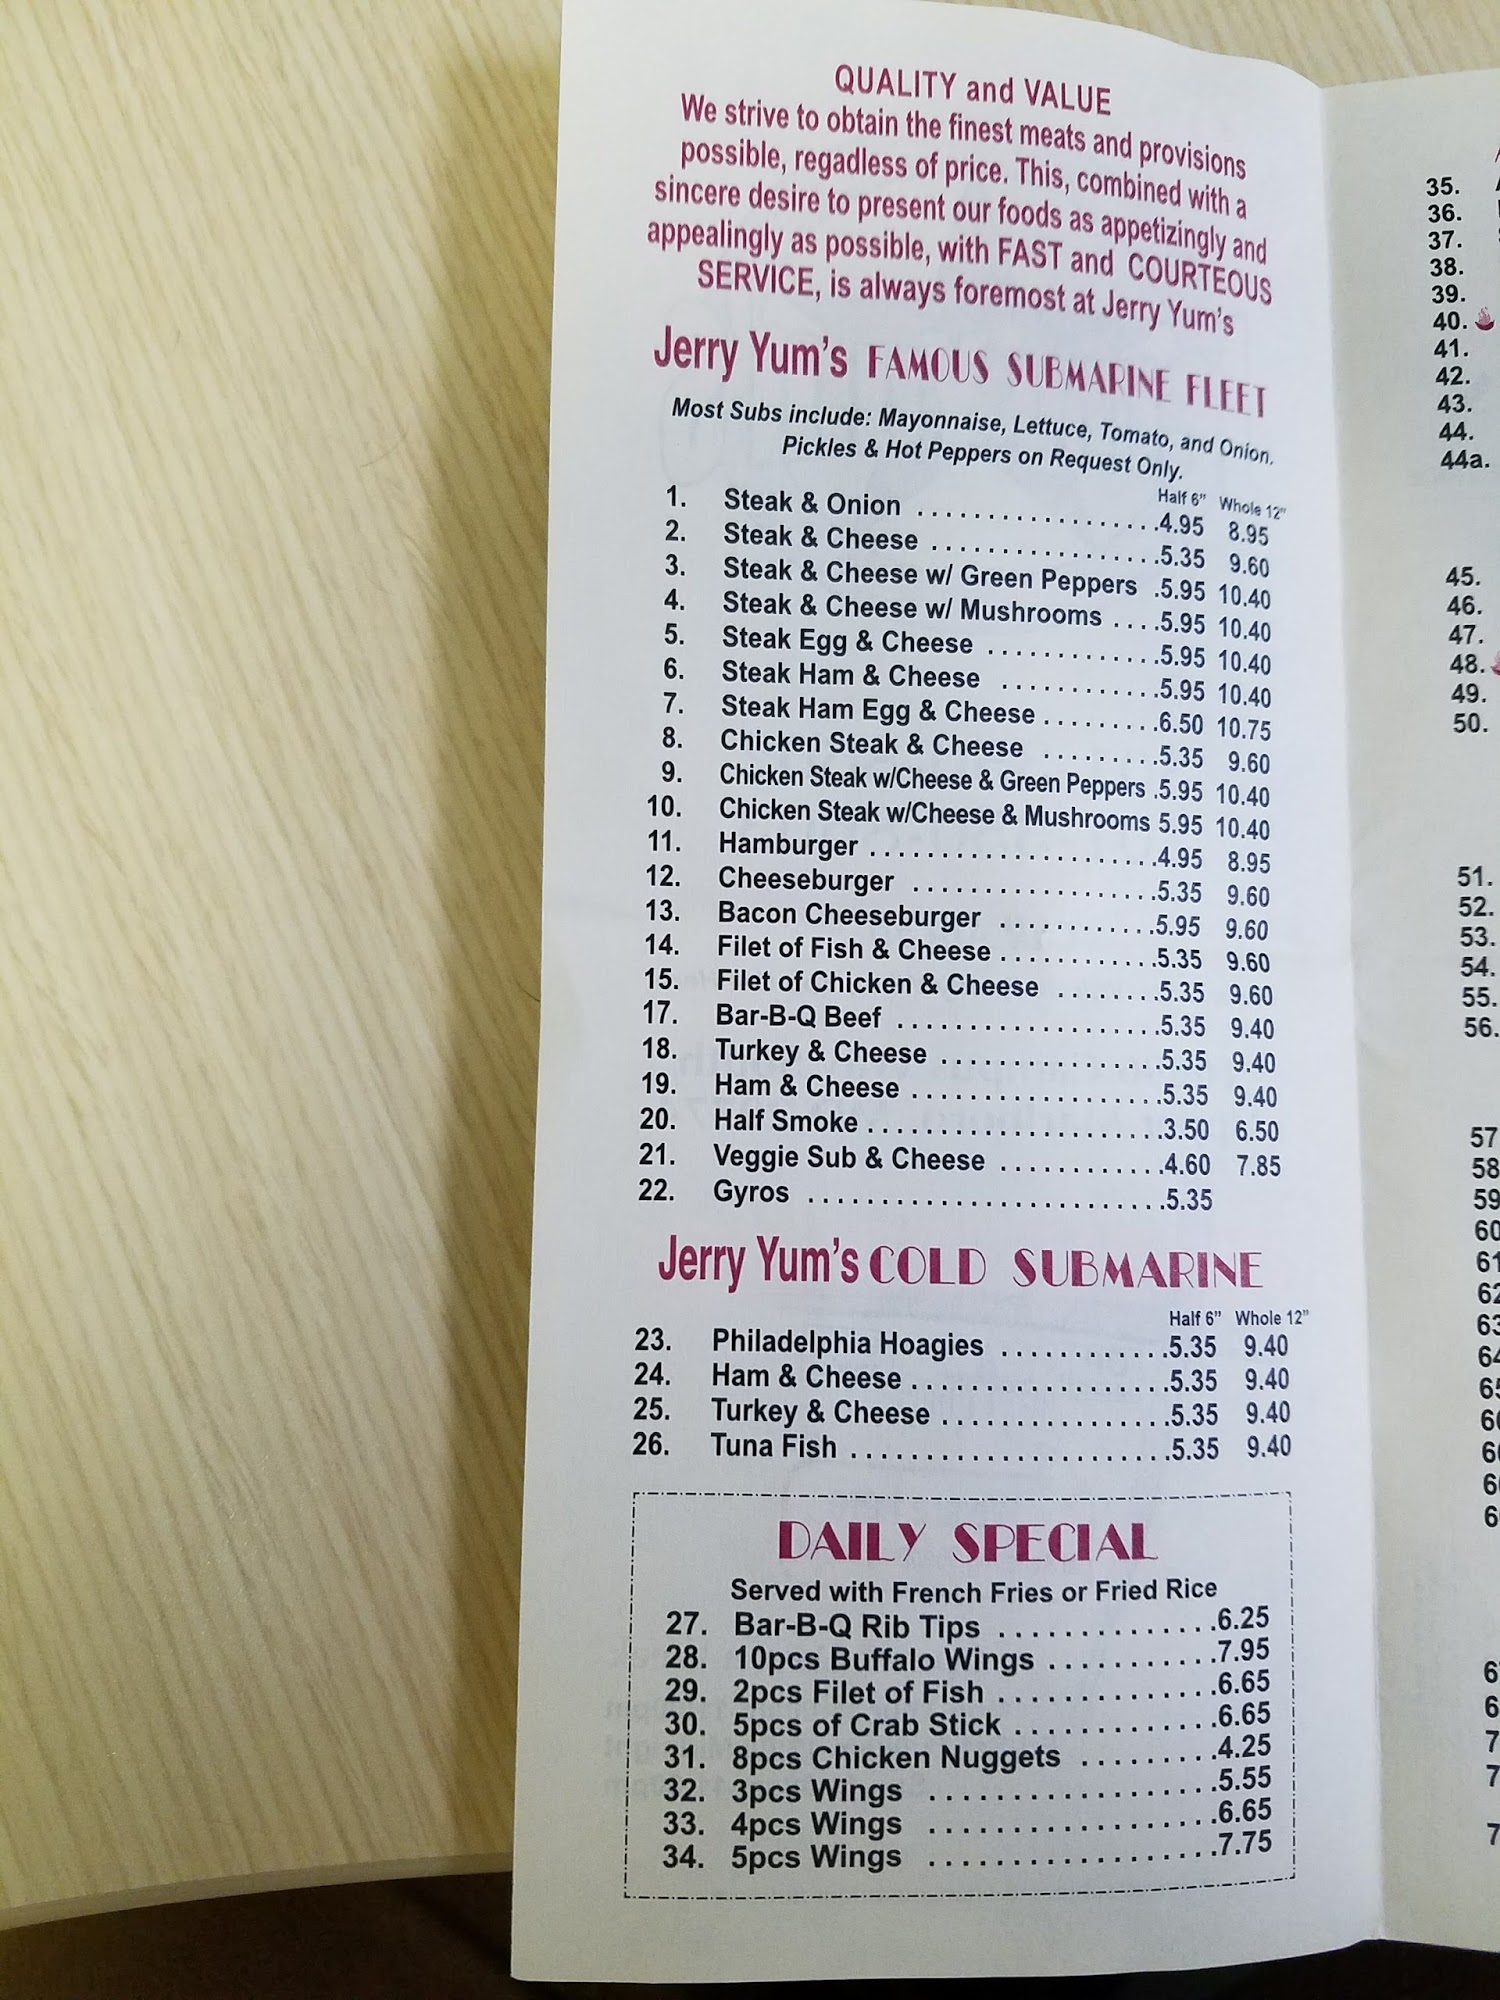 QUALITY and VALUE
We strive to obtain the finest meats and provisions
possible, regadless of price. This, combined with a
sincere desire to present our foods as appetizingly and
appealingly as possible, with FAST and COURTEOUS
SERVICE, is always foremost at Jerry Yum's
Jerry Yum's FAMOUS SUBMARINE FLEET
Most Subs include: Mayonnaise, Lettuce, Tomato, and Onion.
Pickles & Hot Peppers on Request Only.
Half 6" Whole 12"
1. Steak & Onion ..................4.95 8.95
2. Steak & Cheese .................5.35 9.60
3. Steak & Cheese w/ Green Peppers .5.95 10.40
4. Steak & Cheese w/ Mushrooms ....5.95 10.40
5. Steak Egg & Cheese .............5.95 10.40
6. Steak Ham & Cheese ............5.95 10.40
7. Steak Ham Egg & Cheese.........6.50 10.75
8. Chicken Steak & Cheese .........5.35 9.60
9. Chicken Steak w/Cheese & Green Peppers .5.95 10.40
10. Chicken Steak w/Cheese & Mushrooms 5.95 10.40
11. Hamburger .....................4.95 8.95
12. Cheeseburger ..................5.35 9.60
13. Bacon Cheeseburger ............5.95 9.60
14. Filet of Fish & Cheese............5.35 9.60
15. Filet of Chicken & Cheese ........5.35 9.60
17. Bar-B-Q Beef ...................5.35 9.40
18. Turkey & Cheese ................5.35 9.40
19. Ham & Cheese ..................5.35 9.40
20. Half Smoke ......................3.50 6.50
21. Veggie Sub & Cheese ............4.60 7.85
22. Gyros .........................5.35
Jerry Yum's COLD SUBMARINE
Half 6" Whole 12"
23. Philadelphia Hoagies ............5.35 9.40
24. Ham & Cheese...................5.35 9.40
25. Turkey & Cheese.................5.35 9.40
26. Tuna Fish .......................5.35 9.40
DAILY SPECIAL
Served with French Fries or Fried Rice
27. Bar-B-Q Rib Tips ...............6.25
28. 10pcs Buffalo Wings ...........7.95
29. 2pcs Filet of Fish ...............6.65
30. 5pcs of Crab Stick ..............6.65
31. 8pcs Chicken Nuggets .........4.25
32. 3pcs Wings ....................5.55
33. 4pcs Wings ....................6.65
34. 5pcs Wings ....................7.75
35.
36.
37.
38.
39.
40.
41.
42.
43.
44.
44a.
45.
46.
47.
48.
49.
50.
51.
52.
53.
54.
55.
56.
57
58
59
60
61
62
63
64
65